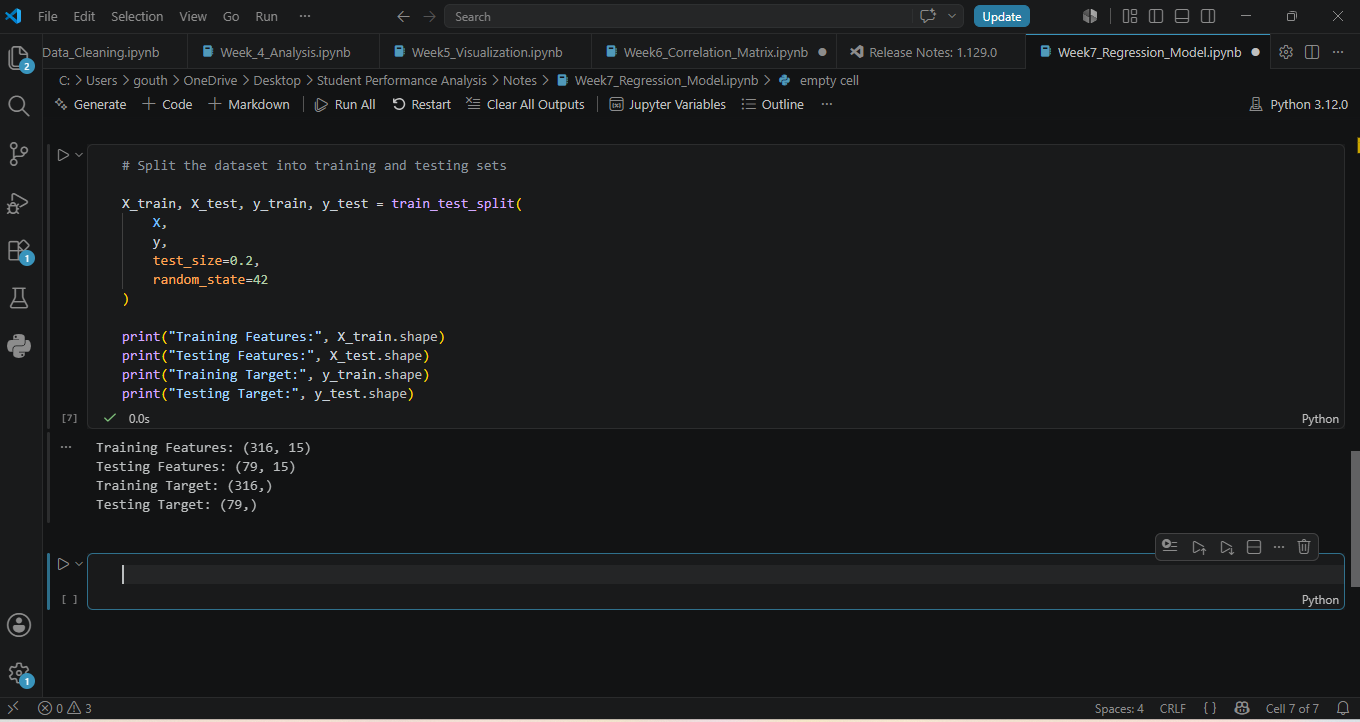 File Edit Selection View Go Run ··· Search Update
2
Data_Cleaning.ipynb Week_4_Analysis.ipynb Week5_Visualization.ipynb Week6_Correlation_Matrix.ipynb Release Notes: 1.129.0 Week7_Regression_Model.ipynb ···
C: > Users > gouth > OneDrive > Desktop > Student Performance Analysis > Notes > Week7_Regression_Model.ipynb > empty cell
Generate + Code + Markdown Run All Restart Clear All Outputs Jupyter Variables Outline ··· Python 3.12.0
# Split the dataset into training and testing sets
X_train, X_test, y_train, y_test = train_test_split(
X,
y,
test_size=0.2,
random_state=42
)
1
print("Training Features:", X_train.shape)
print("Testing Features:", X_test.shape)
print("Training Target:", y_train.shape)
print("Testing Target:", y_test.shape)
[7] 0.0s Python
··· Training Features: (316, 15)
Testing Features: (79, 15)
Training Target: (316,)
Testing Target: (79,)
···
[ ] Python
1
0 3 Spaces: 4 CRLF { } Cell 7 of 7